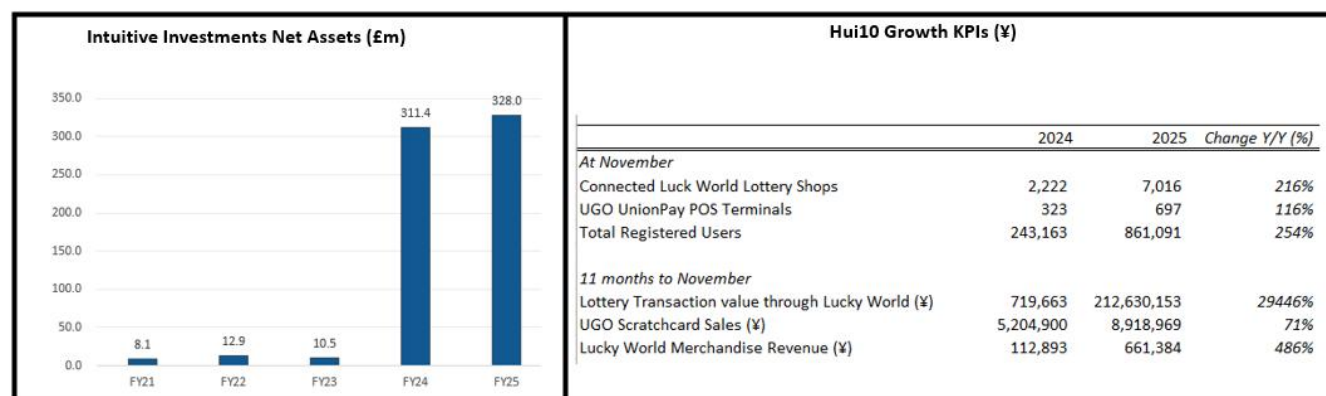 Intuitive Investments Net Assets (£m)
350.0
300.0
250.0
200.0
150.0
100.0
50.0
0.0
8.1
12.9
10.5
311.4
328.0
FY21 FY22 FY23 FY24 FY25
Hui10 Growth KPIs (¥)
2024 2025 Change Y/Y (%)
At November
Connected Luck World Lottery Shops 2,222 7,016 216%
UGO UnionPay POS Terminals 323 697 116%
Total Registered Users 243,163 861,091 254%
11 months to November
Lottery Transaction value through Lucky World (¥) 719,663 212,630,153 29446%
UGO Scratchcard Sales (¥) 5,204,900 8,918,969 71%
Lucky World Merchandise Revenue (¥) 112,893 661,384 486%